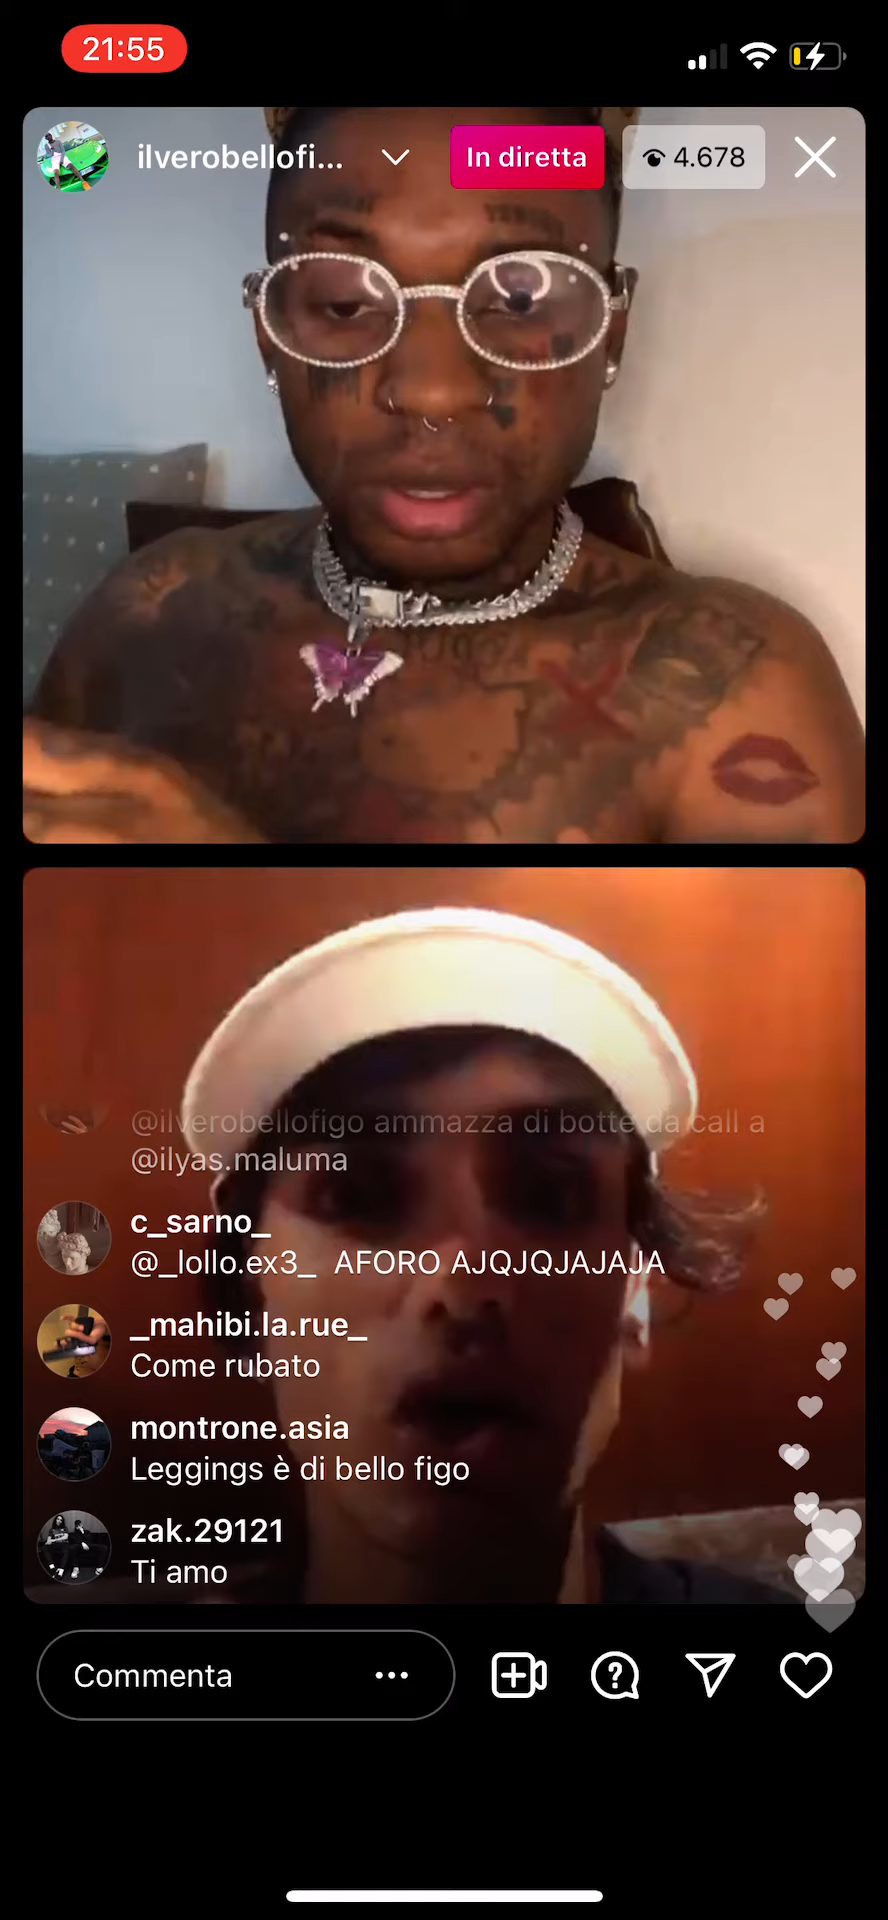 21:55
ilverobellofi...
In diretta
4.678
@ilverobellofigo ammazza di botte da call a
@ilyas.maluma
c_sarno_
@_lollo.ex3_ AFORO AJQJQJAJAJA
_mahibi.la.rue_
Come rubato
montrone.asia
Leggings è di bello figo
zak.29121
Ti amo
Commenta